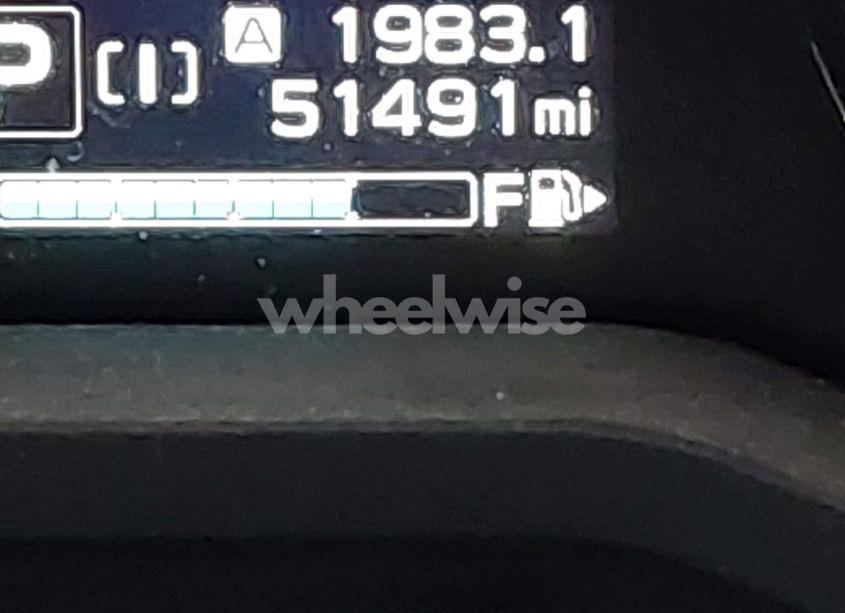 P (I) A 1983.1
51491 mi
F
wheelwise